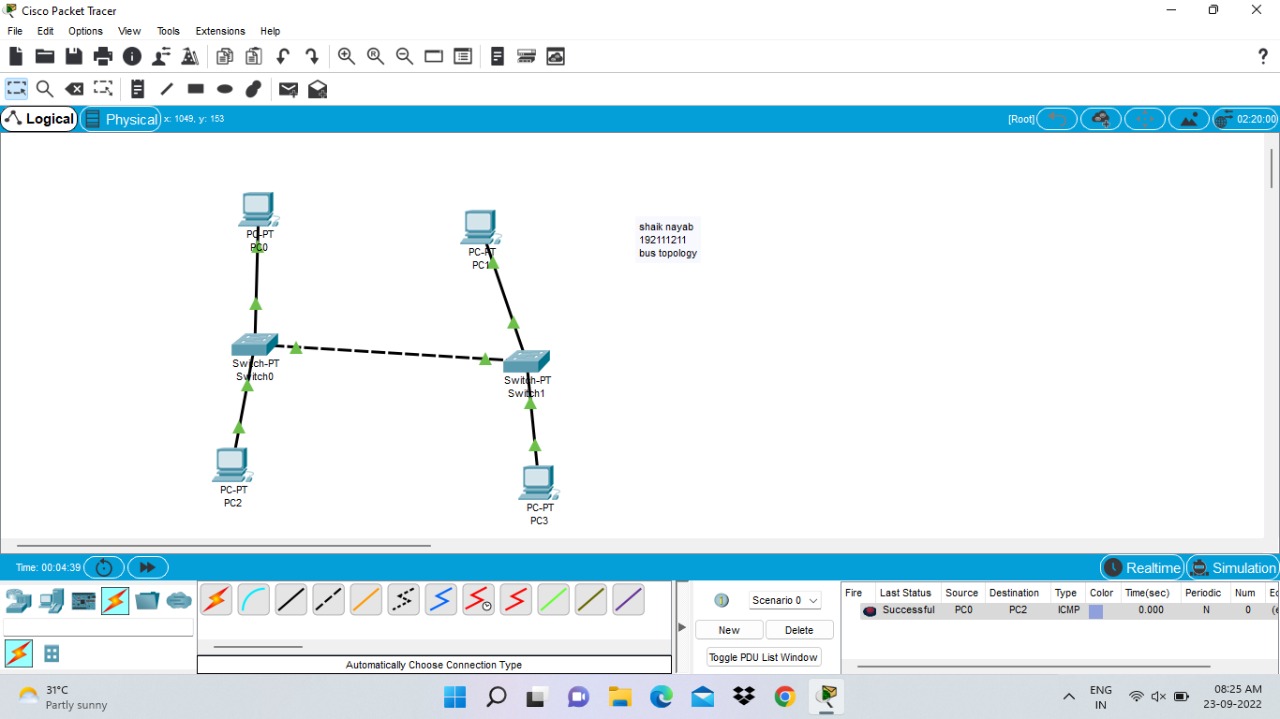 Cisco Packet Tracer
File Edit Options View Tools Extensions Help
Logical Physical x: 1049, y: 153 [Root] 02:20:00
PC-PT
PC0
PC-PT
PC1
shaik nayab
192111211
bus topology
Switch-PT
Switch0
Switch-PT
Switch1
PC-PT
PC2
PC-PT
PC3
Time: 00:04:39 Realtime Simulation
Scenario 0
New Delete
Toggle PDU List Window
Fire Last Status Source Destination Type Color Time(sec) Periodic Num
Successful PC0 PC2 ICMP 0.000 N 0
Automatically Choose Connection Type
31°C
Partly sunny
ENG
IN
08:25 AM
23-09-2022